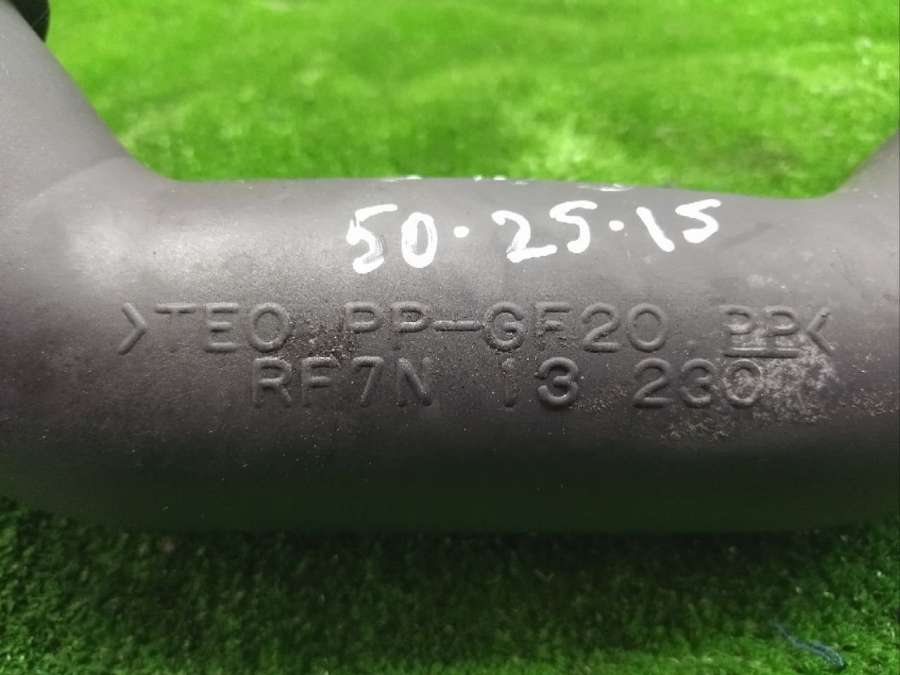 50·25·15
>TEO PP-GF20, PP<
RF7N 13 230